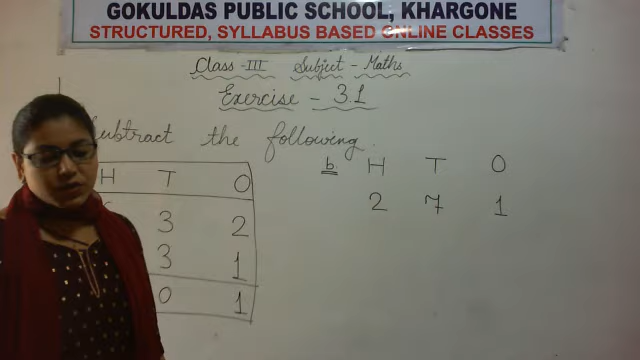 GOKULDAS PUBLIC SCHOOL, KHARGONE
STRUCTURED, SYLLABUS BASED ONLINE CLASSES
Class - III Subject - Maths
Exercise - 3.1
Subtract the following.
H T O
3 2
3 1
0 1
b. H T O
2 7 1